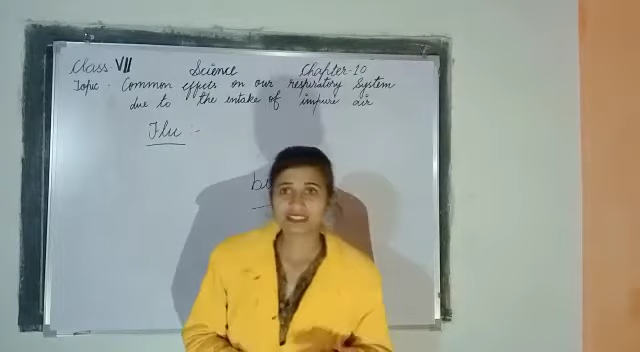 Class-VII Science Chapter-10
Topic - Common effects on our respiratory System
due to the intake of impure air
Flu :-